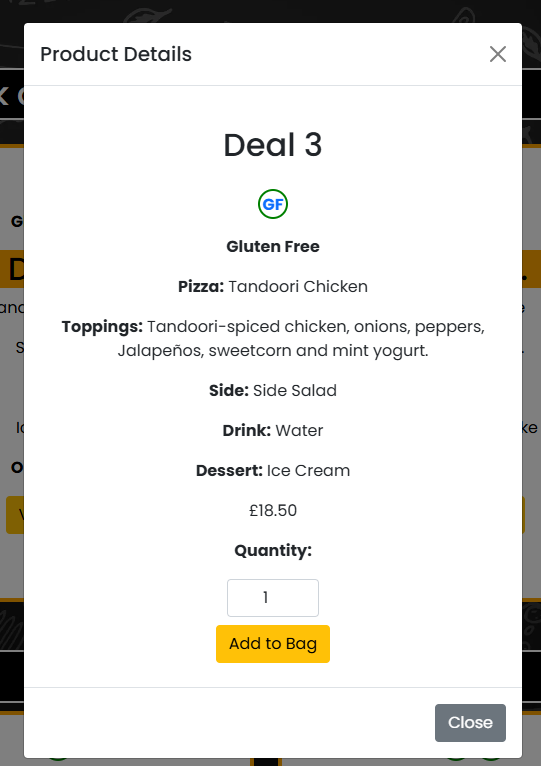 Product Details
Deal 3
GF
Gluten Free
Pizza: Tandoori Chicken
Toppings: Tandoori-spiced chicken, onions, peppers,
Jalapeños, sweetcorn and mint yogurt.
Side: Side Salad
Drink: Water
Dessert: Ice Cream
£18.50
Quantity:
1
Add to Bag
Close